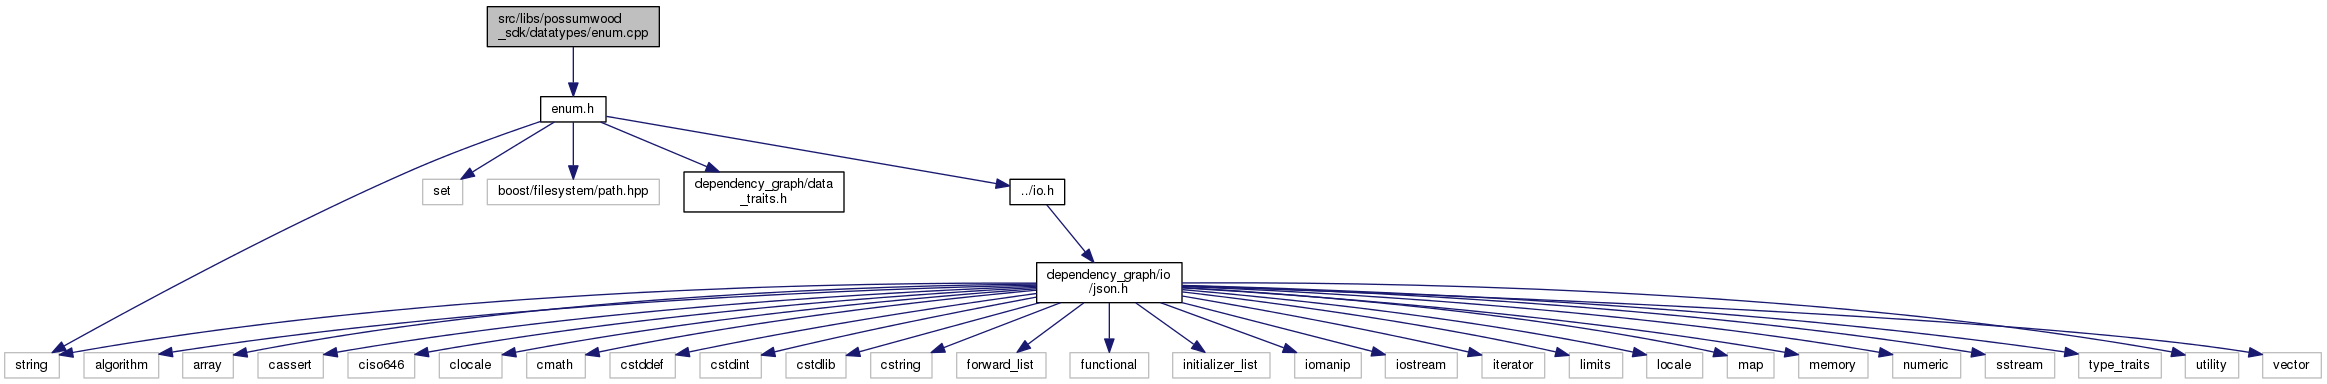 src/libs/possumwood
_sdk/datatypes/enum.cpp
enum.h
set
boost/filesystem/path.hpp
dependency_graph/data
_traits.h
../io.h
dependency_graph/io
/json.h
string
algorithm
array
cassert
ciso646
clocale
cmath
cstddef
cstdint
cstdlib
cstring
forward_list
functional
initializer_list
iomanip
iostream
iterator
limits
locale
map
memory
numeric
sstream
type_traits
utility
vector